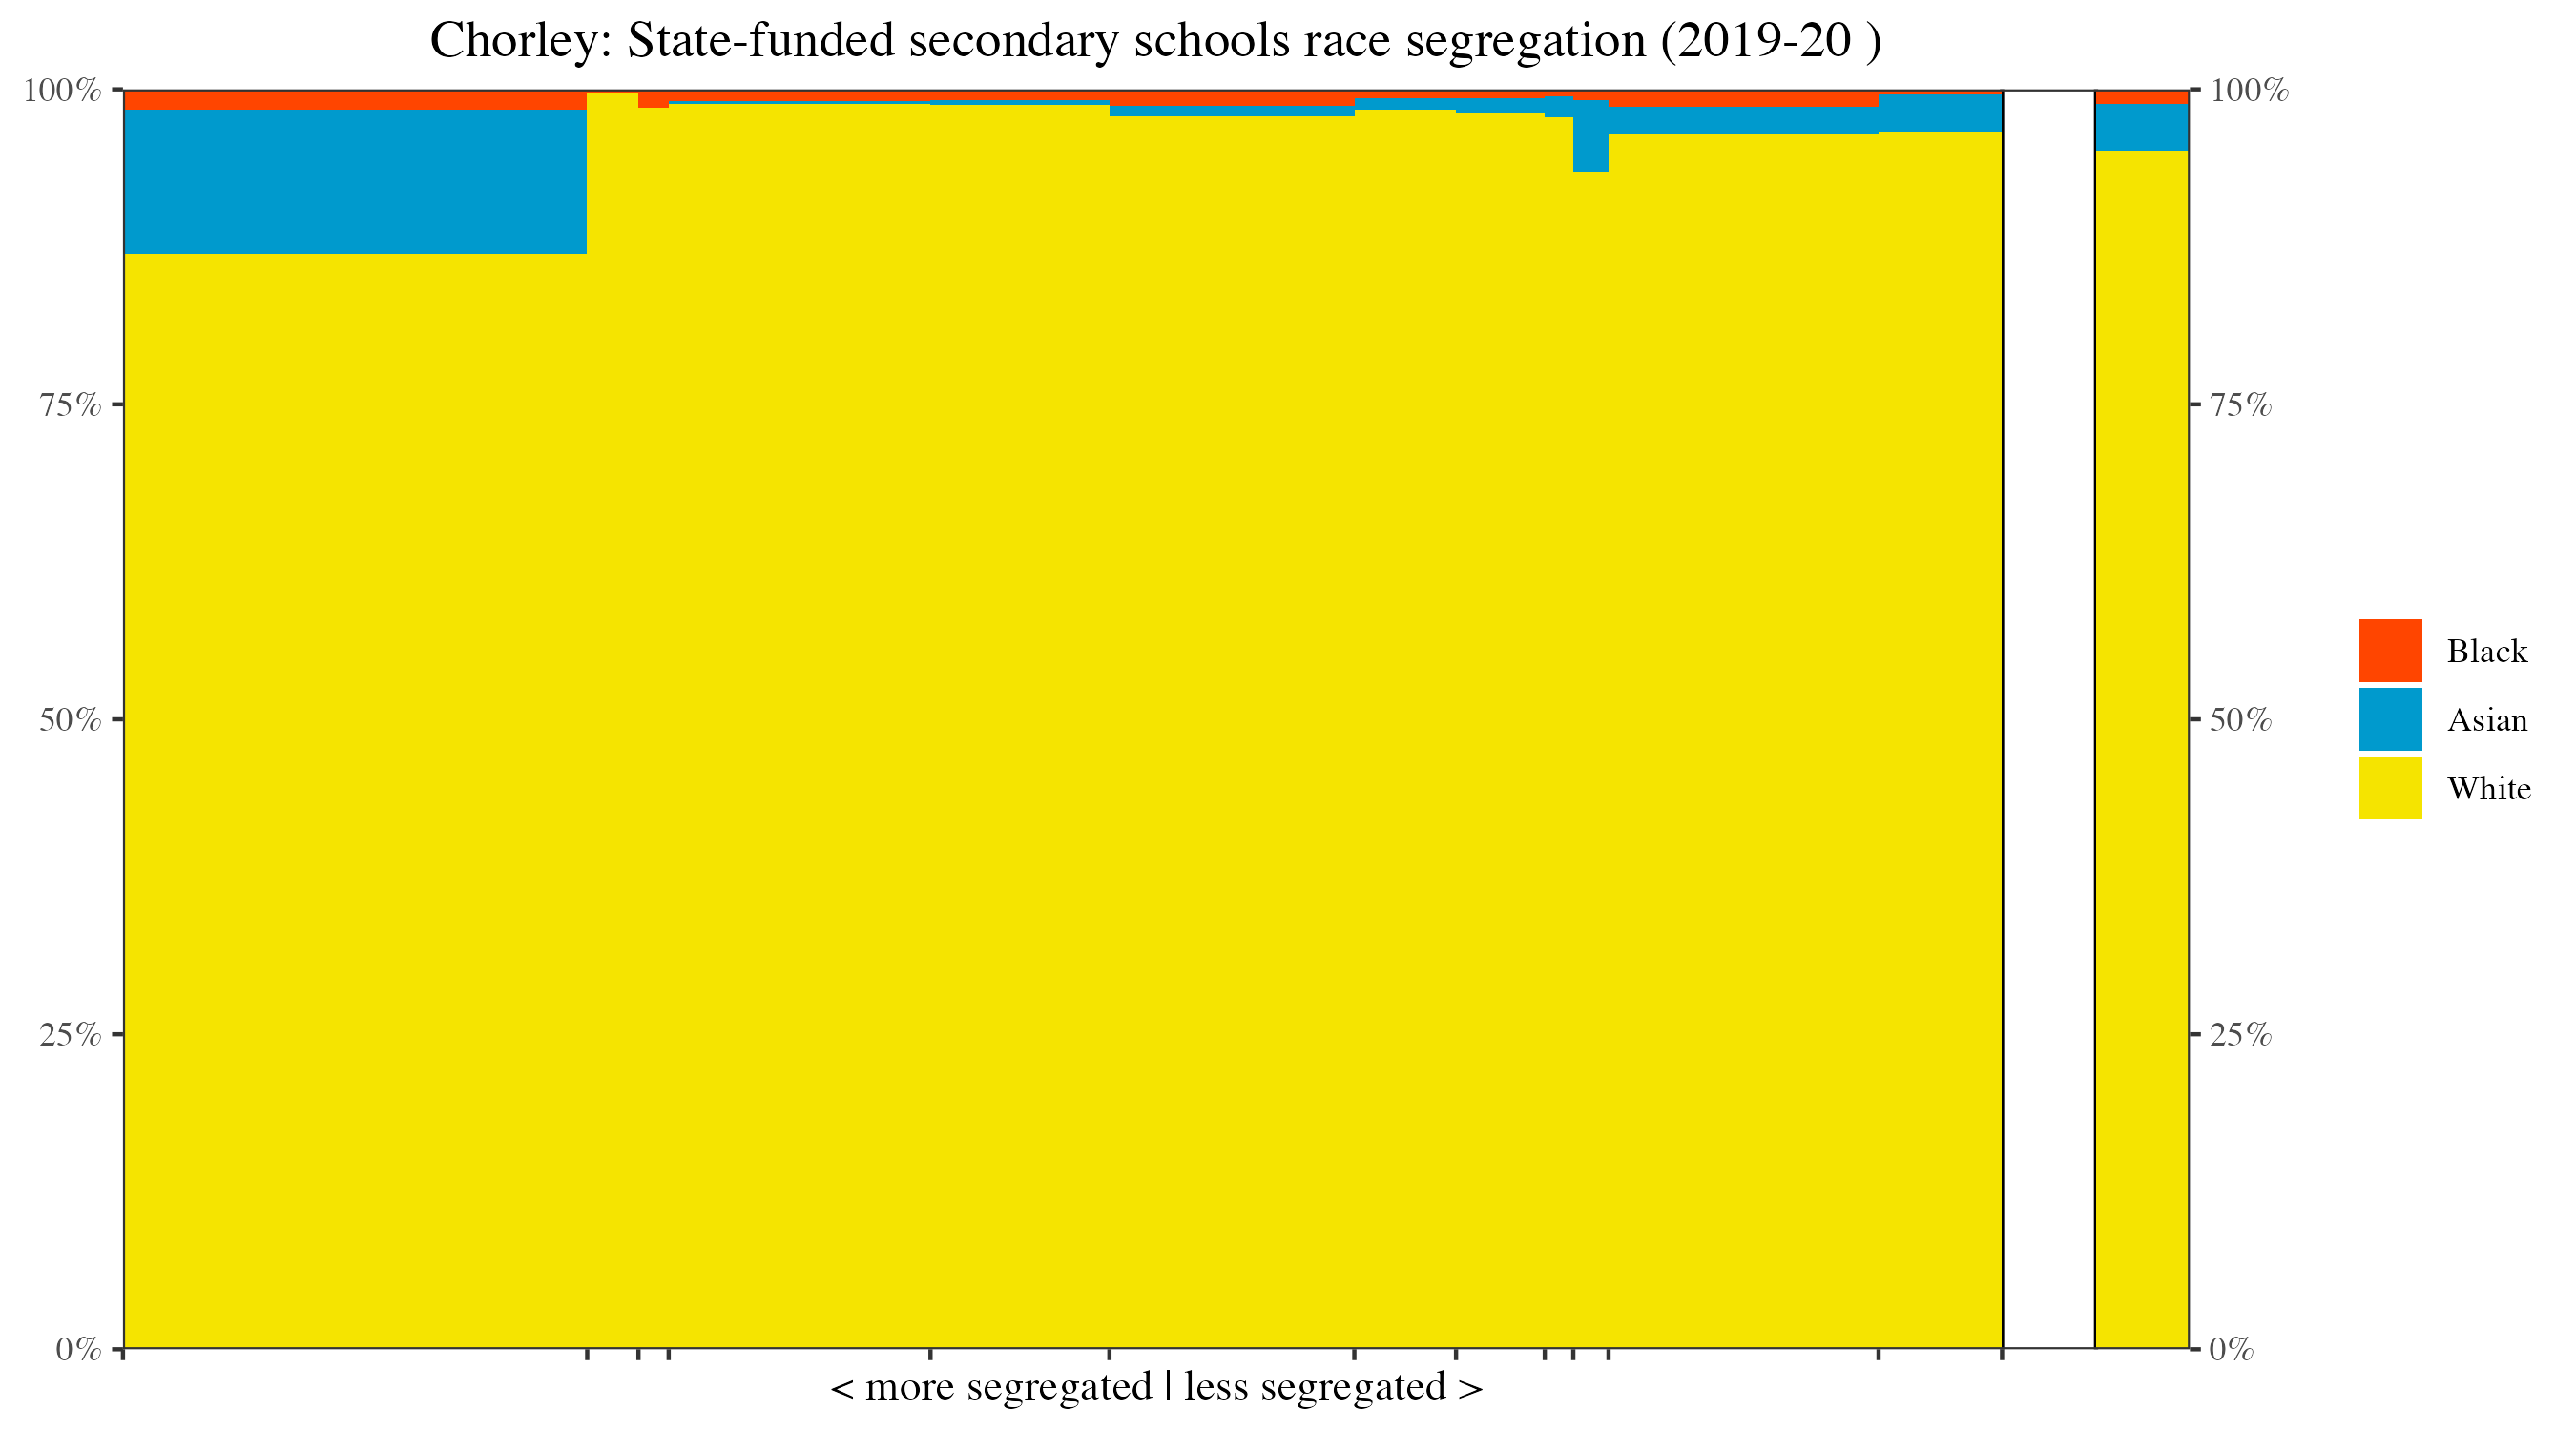 Chorley: State-funded secondary schools race segregation (2019-20 )
100%
75%
50%
25%
0%
100%
75%
50%
25%
0%
< more segregated | less segregated >
Black
Asian
White